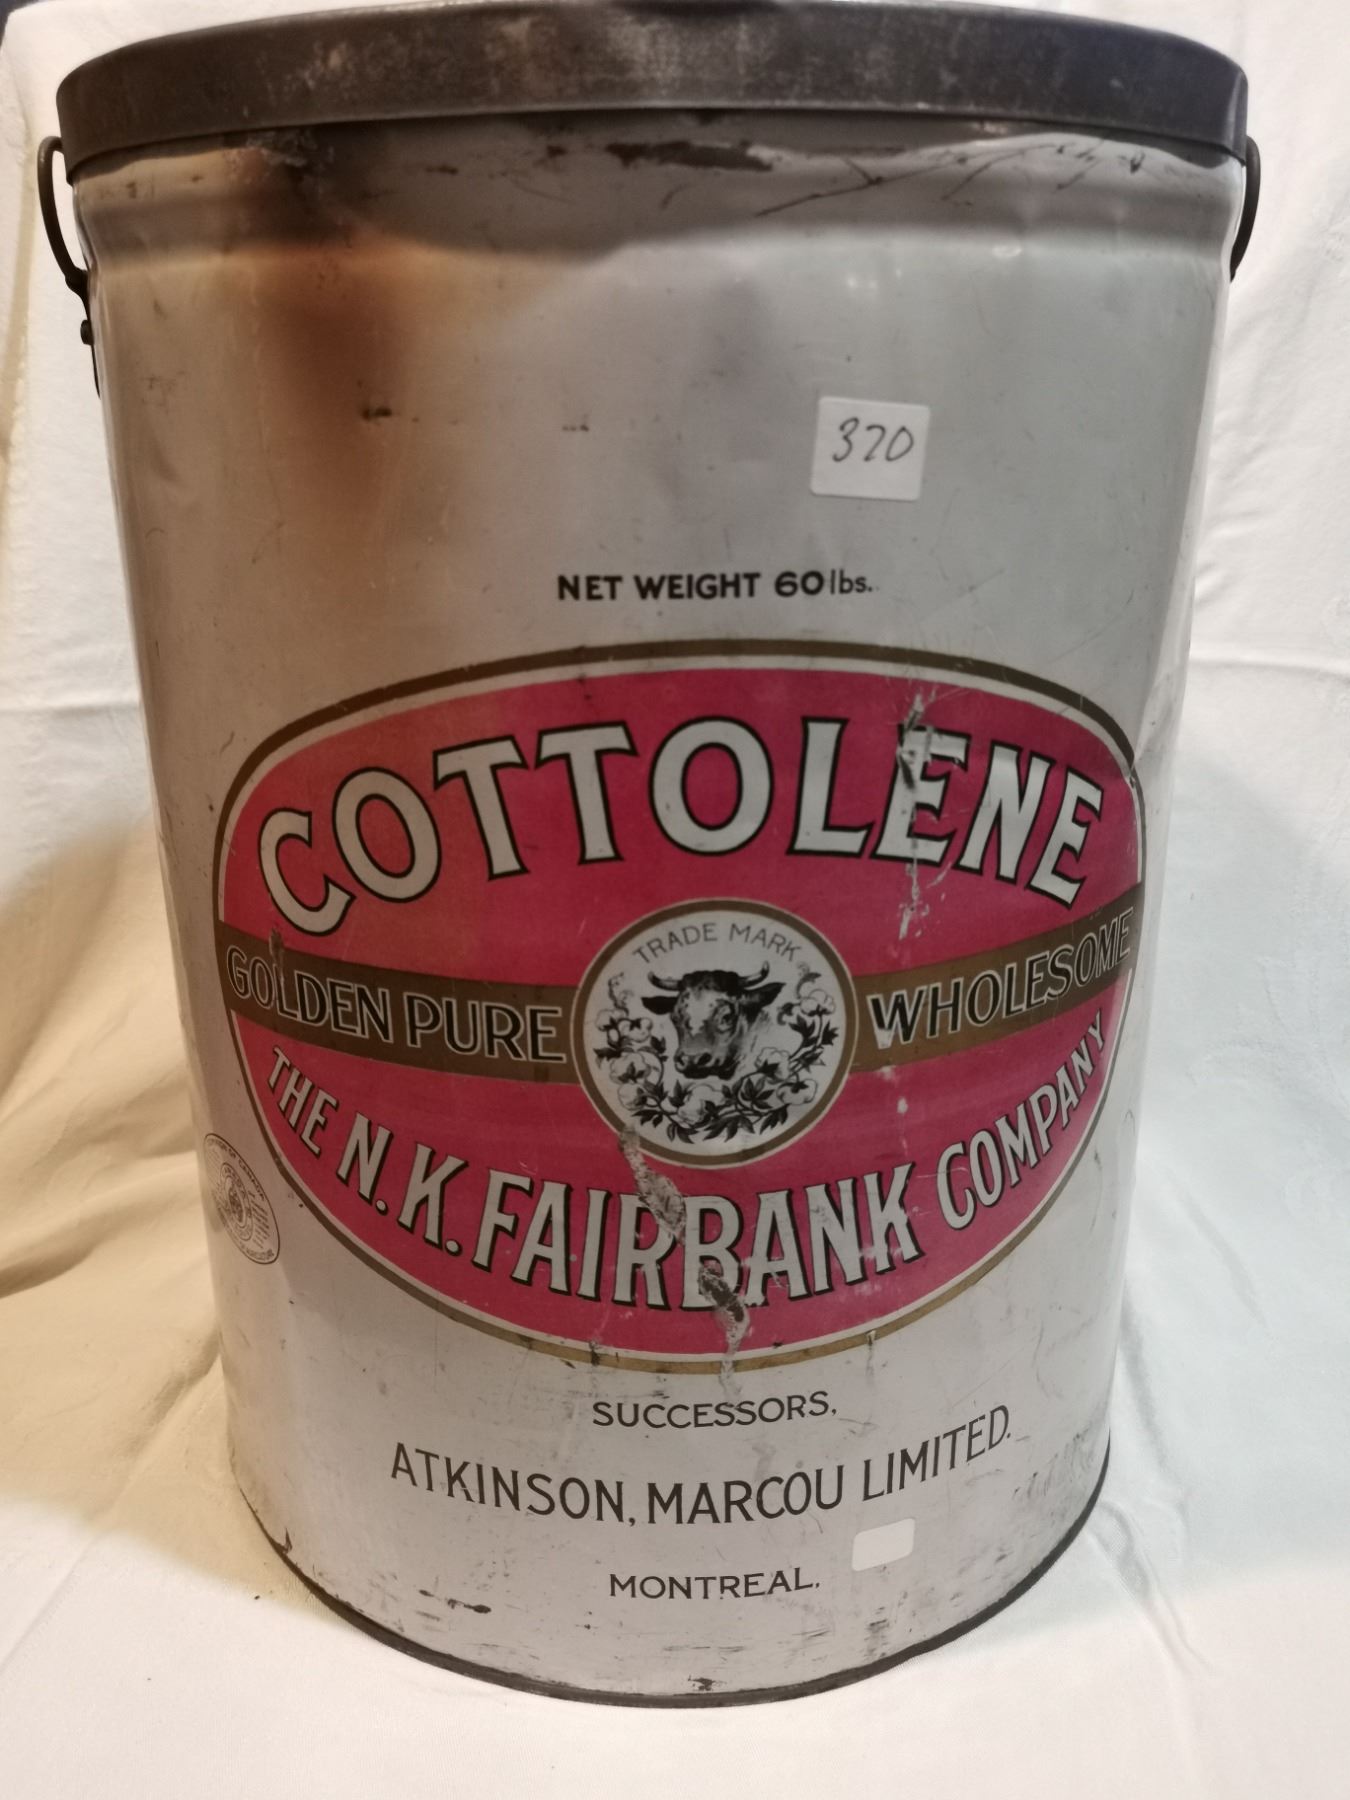 320
NET WEIGHT 60 lbs.
COTTOLENE
TRADE MARK
GOLDEN PURE WHOLESOME
THE N.K. FAIRBANK COMPANY
SUCCESSORS,
ATKINSON, MARCOU LIMITED.
MONTREAL.